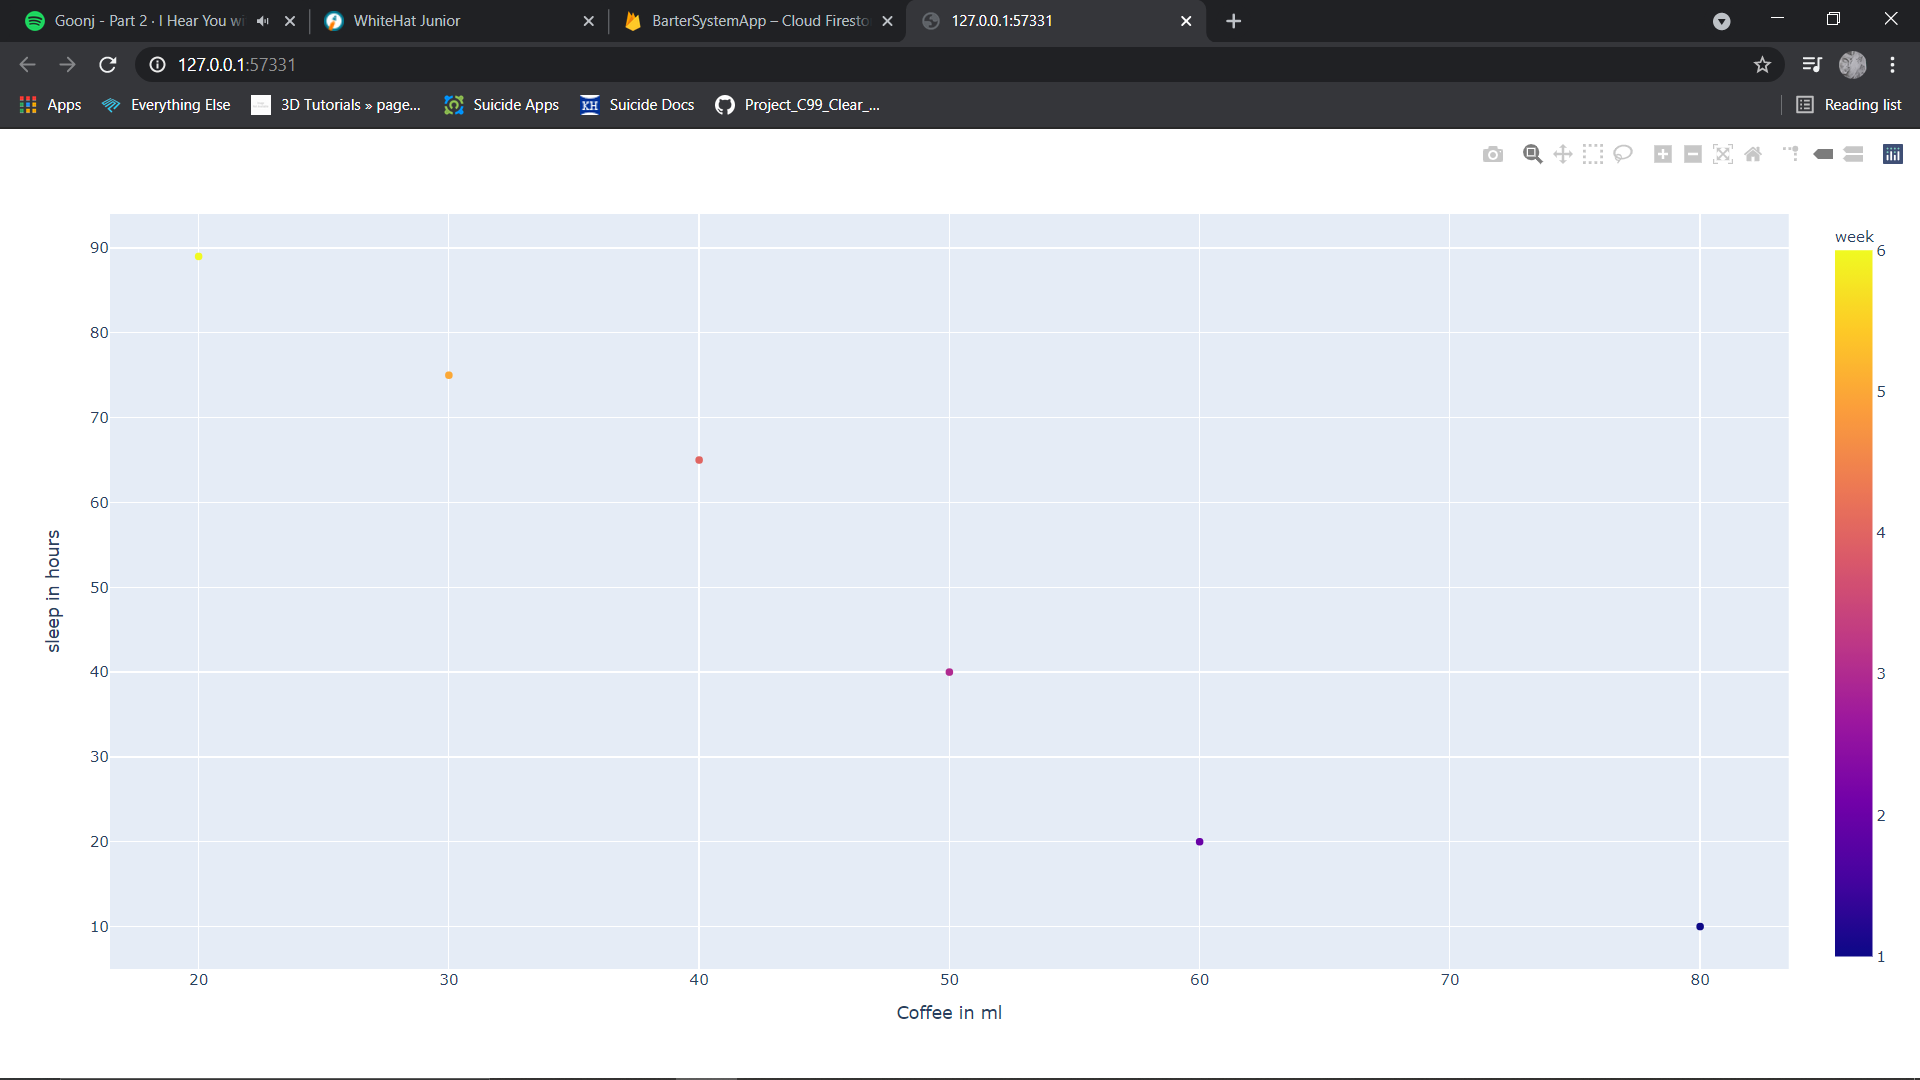 Goonj - Part 2 · I Hear You wi
WhiteHat Junior
BarterSystemApp – Cloud Firesto
127.0.0.1:57331
127.0.0.1:57331
Apps
Everything Else
3D Tutorials » page...
Suicide Apps
KH
Suicide Docs
Project_C99_Clear_...
Reading list
week
90
80
70
60
50
40
30
20
10
sleep in hours
20 30 40 50 60 70 80
Coffee in ml
6
5
4
3
2
1